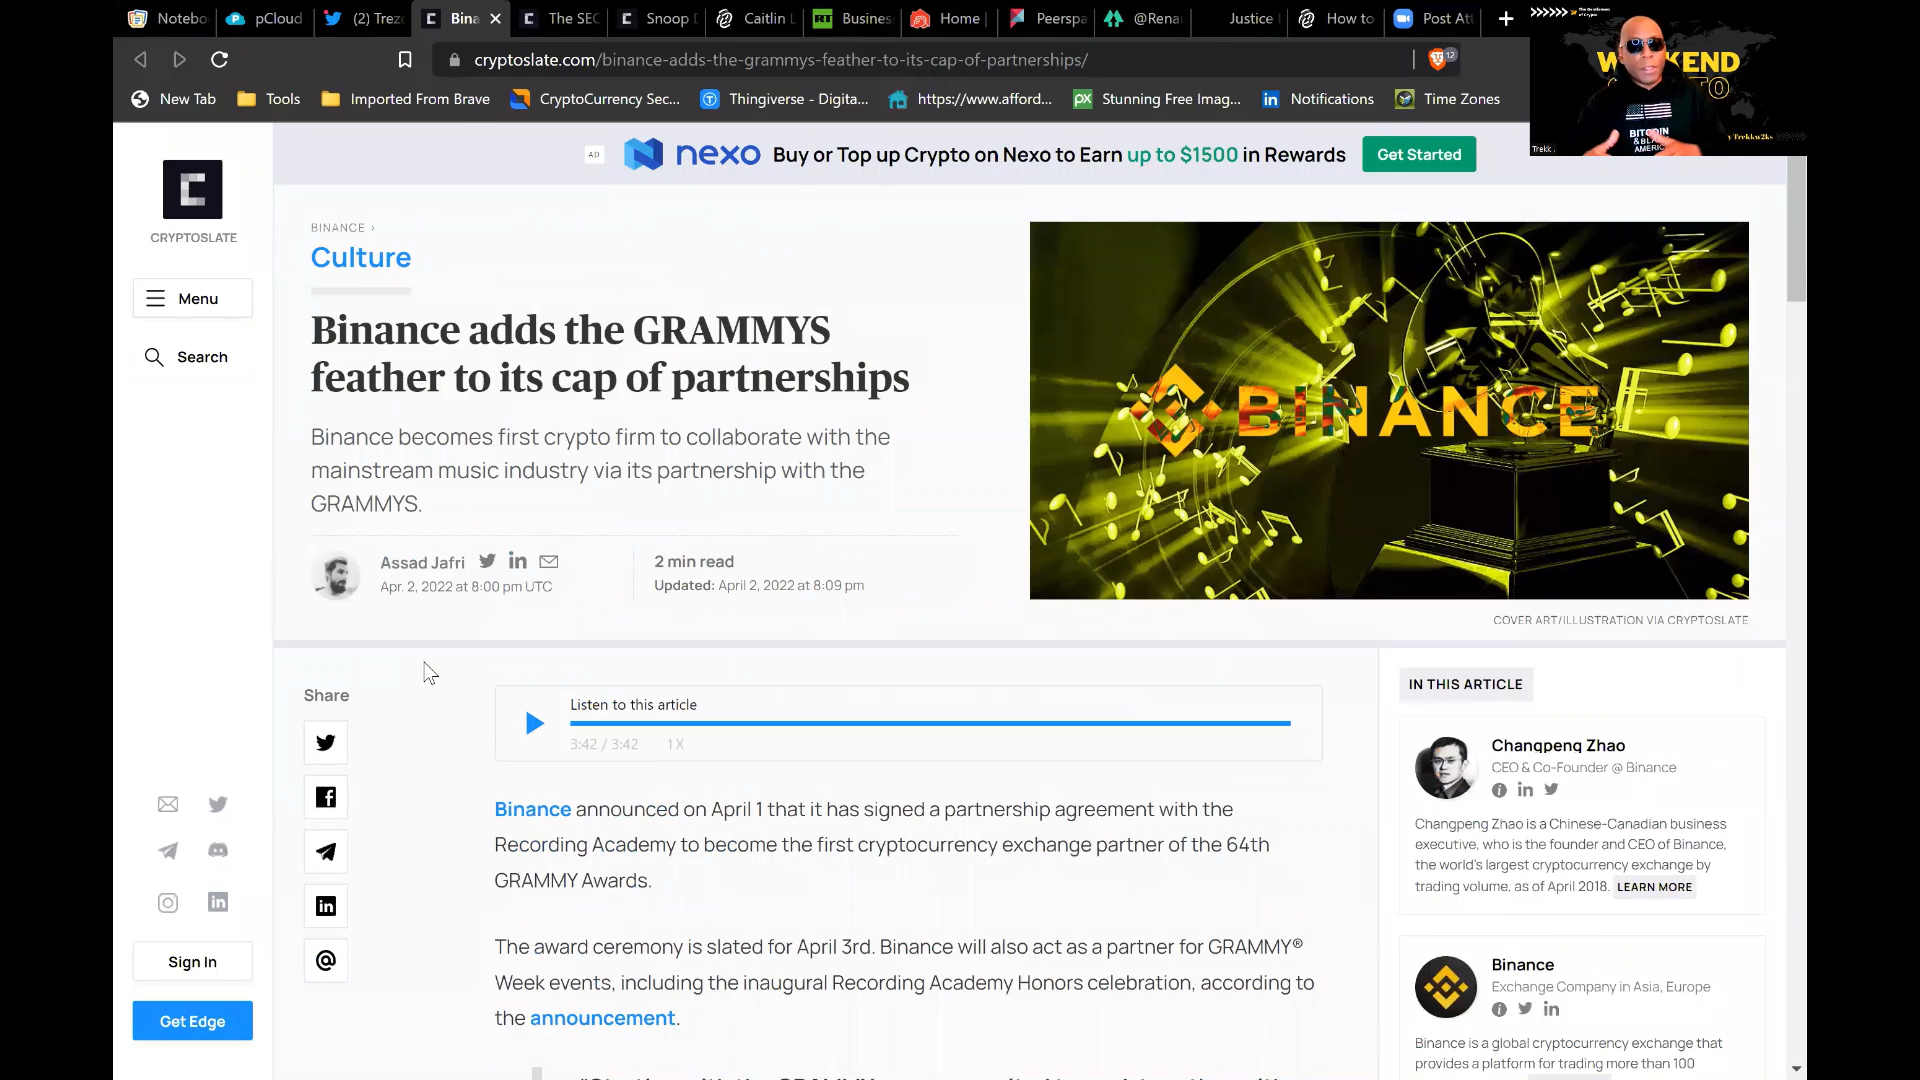 Notebo
pCloud
(2) Trezo
Bina
The SEC
Snoop D
Caitlin L
RT
Busines
Home |
Peerspa
@Renai
Justice
How to
Post Att
cryptoslate.com/binance-adds-the-grammys-feather-to-its-cap-of-partnerships/
12
New Tab
Tools
Imported From Brave
CryptoCurrency Sec...
Thingiverse - Digita...
https://www.afford...
Stunning Free Imag...
Notifications
Time Zones
BITCOIN
& BLACK
AMERICA
y Trekkw2ks
Trekk .
AD
nexo
Buy or Top up Crypto on Nexo to Earn up to $1500 in Rewards
Get Started
CRYPTOSLATE
Menu
Search
Sign In
Get Edge
BINANCE ›
Culture
Binance adds the GRAMMYS
feather to its cap of partnerships
Binance becomes first crypto firm to collaborate with the
mainstream music industry via its partnership with the
GRAMMYS.
Assad Jafri
Apr. 2, 2022 at 8:00 pm UTC
2 min read
Updated: April 2, 2022 at 8:09 pm
BINANCE
COVER ART/ILLUSTRATION VIA CRYPTOSLATE
Share
Listen to this article
3:42 / 3:42 1X
Binance announced on April 1 that it has signed a partnership agreement with the
Recording Academy to become the first cryptocurrency exchange partner of the 64th
GRAMMY Awards.
The award ceremony is slated for April 3rd. Binance will also act as a partner for GRAMMY®
Week events, including the inaugural Recording Academy Honors celebration, according to
the announcement.
IN THIS ARTICLE
Changpeng Zhao
CEO & Co-Founder @ Binance
Changpeng Zhao is a Chinese-Canadian business
executive, who is the founder and CEO of Binance,
the world's largest cryptocurrency exchange by
trading volume, as of April 2018. LEARN MORE
Binance
Exchange Company in Asia, Europe
Binance is a global cryptocurrency exchange that
provides a platform for trading more than 100